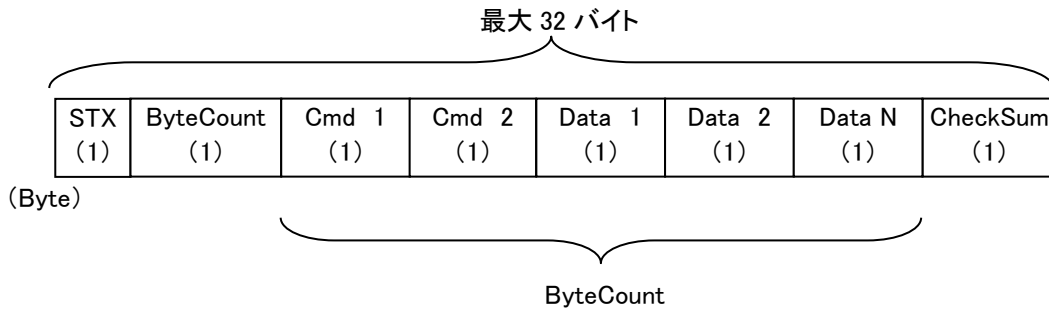 最大 32 バイト
STX ByteCount Cmd 1 Cmd 2 Data 1 Data 2 Data N CheckSum
(1) (1) (1) (1) (1) (1) (1) (1)
(Byte)
ByteCount